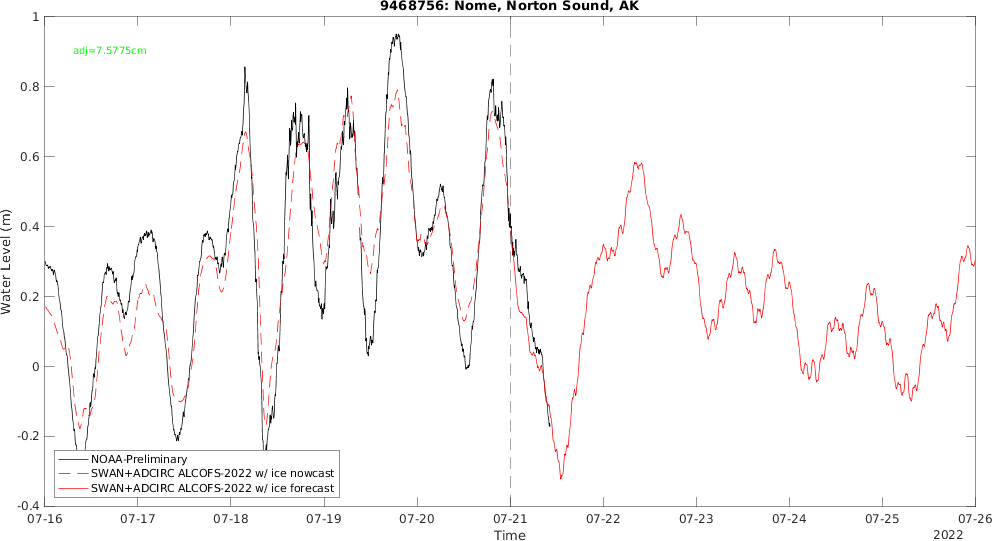 9468756: Nome, Norton Sound, AK
adj=7.5775cm
Water Level (m)
1
0.8
0.6
0.4
0.2
0
-0.2
-0.4
NOAA-Preliminary
SWAN+ADCIRC ALCOFS-2022 w/ ice nowcast
SWAN+ADCIRC ALCOFS-2022 w/ ice forecast
07-16 07-17 07-18 07-19 07-20 07-21 07-22 07-23 07-24 07-25 07-26
Time
2022